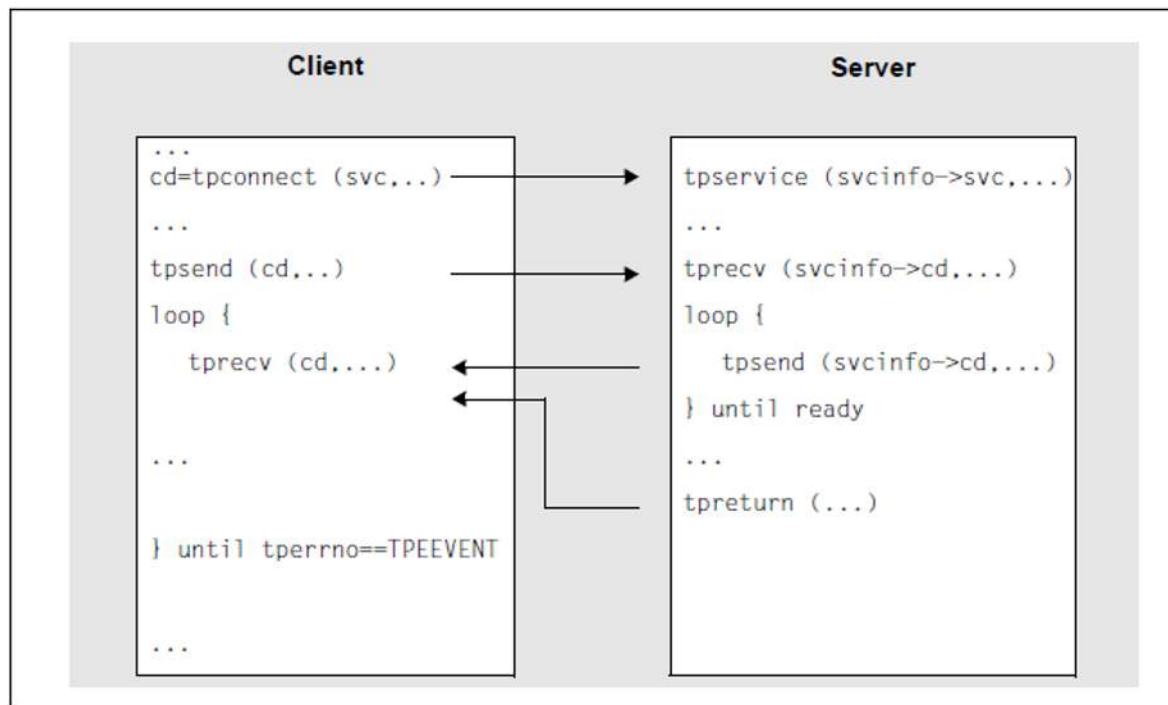 Client
...
cd=tpconnect (svc,..)
...
tpsend (cd,..)
loop {
tprecv (cd,...)
...
} until tperrno==TPEEVENT
...
Server
tpservice (svcinfo->svc,...)
...
tprecv (svcinfo->cd,...)
loop {
tpsend (svcinfo->cd,...)
} until ready
...
tpreturn (...)